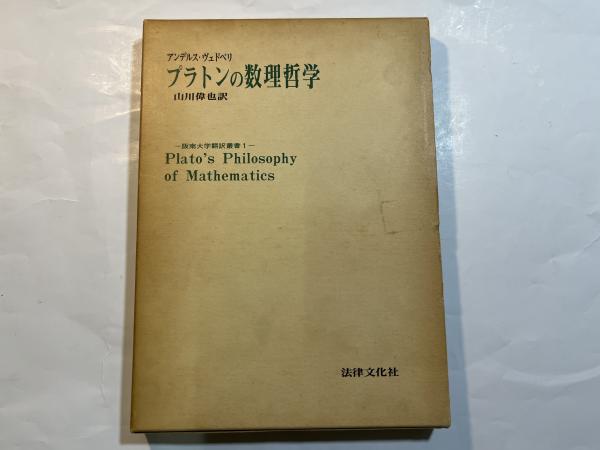 アンデルス・ヴェドベリ
プラトンの数理哲学
山川偉也訳
―阪南大学翻訳叢書1―
Plato's Philosophy
of Mathematics
法律文化社